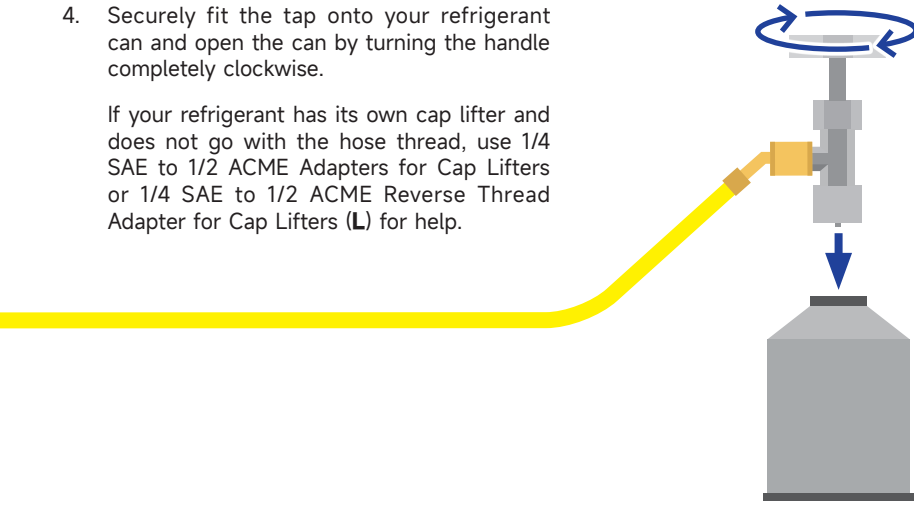 4. Securely fit the tap onto your refrigerant
can and open the can by turning the handle
completely clockwise.
If your refrigerant has its own cap lifter and
does not go with the hose thread, use 1/4
SAE to 1/2 ACME Adapters for Cap Lifters
or 1/4 SAE to 1/2 ACME Reverse Thread
Adapter for Cap Lifters (L) for help.